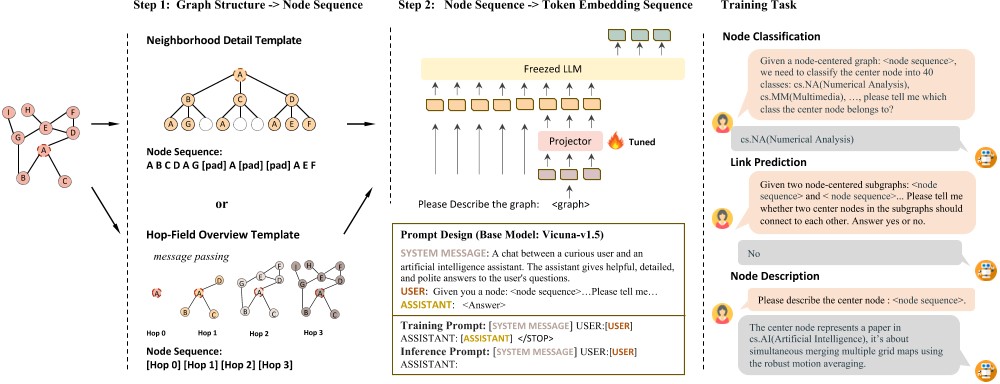 Step 1: Graph Structure -> Node Sequence
Step 2: Node Sequence -> Token Embedding Sequence
Training Task
I
H
F
G
E
D
A
B
C
Neighborhood Detail Template
A
B
C
D
A G A A E F
Node Sequence:
A B C D A G [pad] A [pad] [pad] A E F
or
Hop-Field Overview Template
message passing
A
A
D
B
C
I
H
F
G
E
D
A
B
C
Hop 0
Hop 1
Hop 2
Hop 3
Node Sequence:
[Hop 0] [Hop 1] [Hop 2] [Hop 3]
Freezed LLM
Projector
Tuned
Please Describe the graph: <graph>
Prompt Design (Base Model: Vicuna-v1.5)
SYSTEM MESSAGE: A chat between a curious user and an
artificial intelligence assistant. The assistant gives helpful, detailed,
and polite answers to the user's questions.
USER: Given you a node: <node sequence>...Please tell me...
ASSISTANT: <Answer>
Training Prompt: [SYSTEM MESSAGE] USER:[USER]
ASSISTANT: [ASSISTANT] </STOP>
Inference Prompt: [SYSTEM MESSAGE] USER:[USER]
ASSISTANT:
Node Classification
Given a node-centered graph: <node sequence>,
we need to classify the center node into 40
classes: cs.NA(Numerical Analysis),
cs.MM(Multimedia), ..., please tell me which
class the center node belongs to?
cs.NA(Numerical Analysis)
Link Prediction
Given two node-centered subgraphs: <node
sequence> and < node sequence>... Please tell me
whether two center nodes in the subgraphs should
connect to each other. Answer yes or no.
No
Node Description
Please describe the center node : <node sequence>.
The center node represents a paper in
cs.AI(Artificial Intelligence), it's about
simultaneous merging multiple grid maps using
the robust motion averaging.